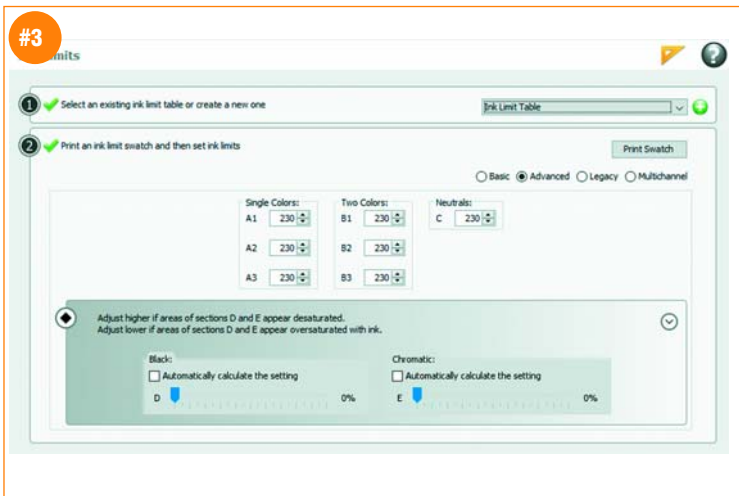 #3
mits
1 Select an existing ink limit table or create a new one Ink Limit Table
2 Print an ink limit swatch and then set ink limits Print Swatch
Basic Advanced Legacy Multichannel
Single Colors: Two Colors: Neutrals:
A1 230 B1 230 C 230
A2 230 B2 230
A3 230 B3 230
Adjust higher if areas of sections D and E appear desaturated.
Adjust lower if areas of sections D and E appear oversaturated with ink.
Black: Chromatic:
Automatically calculate the setting Automatically calculate the setting
D 0% E 0%